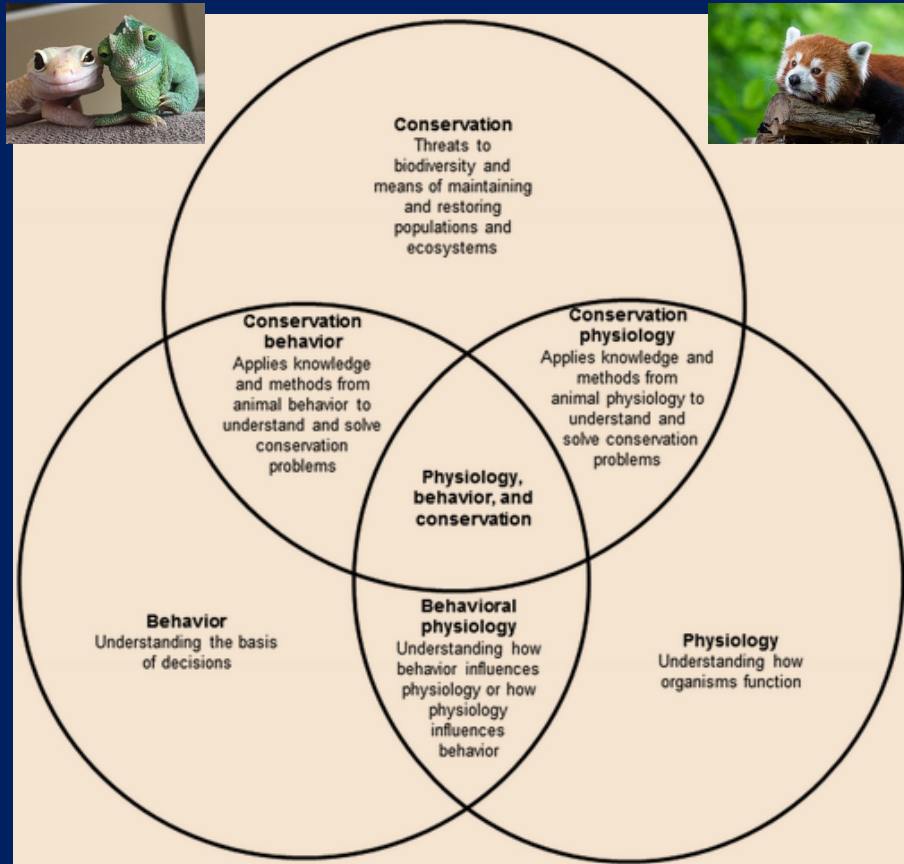 Conservation
Threats to
biodiversity and
means of maintaining
and restoring
populations and
ecosystems
Conservation
behavior
Applies knowledge
and methods from
animal behavior to
understand and solve
conservation
problems
Conservation
physiology
Applies knowledge and
methods from
animal physiology to
understand and
solve conservation
problems
Physiology,
behavior, and
conservation
Behavior
Understanding the basis
of decisions
Behavioral
physiology
Understanding how
behavior influences
physiology or how
physiology
influences
behavior
Physiology
Understanding how
organisms function